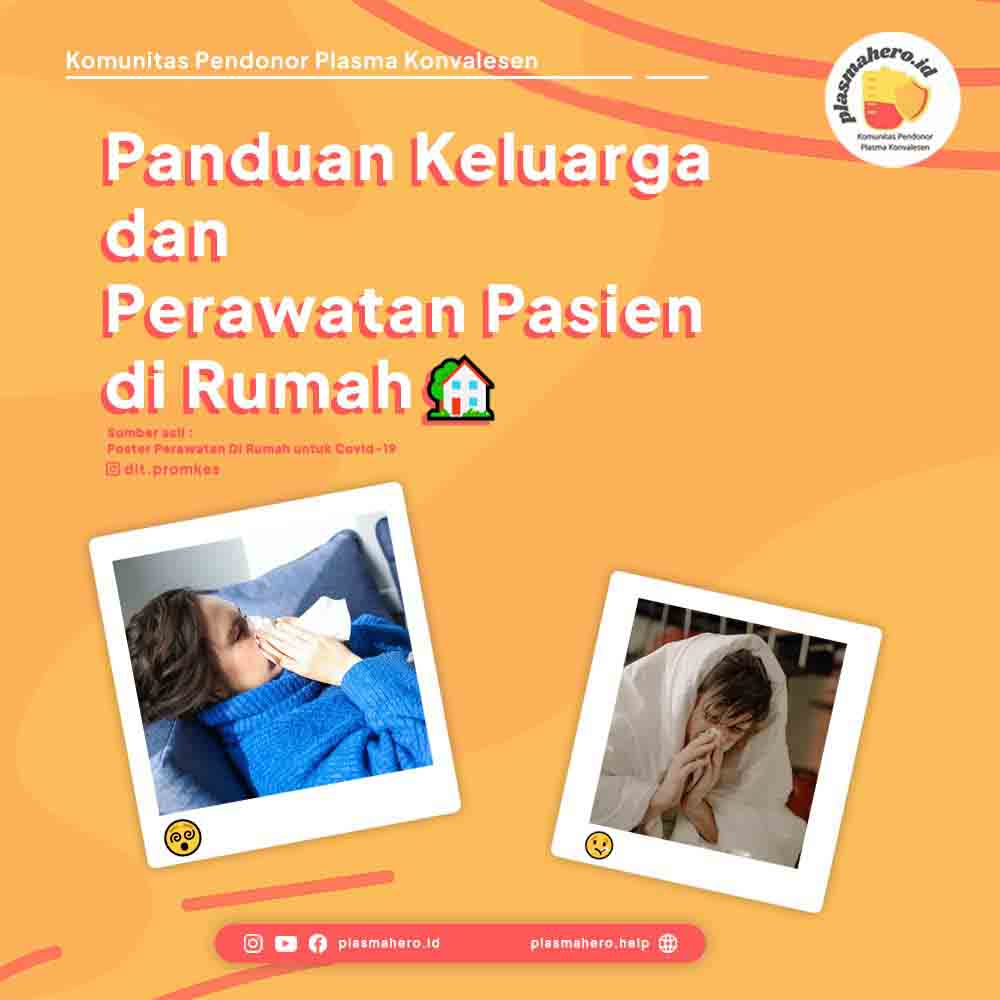 Komunitas Pendonor Plasma Konvalesen
plasmahero.id
Komunitas Pendonor
Plasma Konvalesen
Panduan Keluarga
dan
Perawatan Pasien
di Rumah
Sumber asli :
Poster Perawatan Di Rumah untuk Covid-19
dit.promkes
plasmahero.id
plasmahero.help